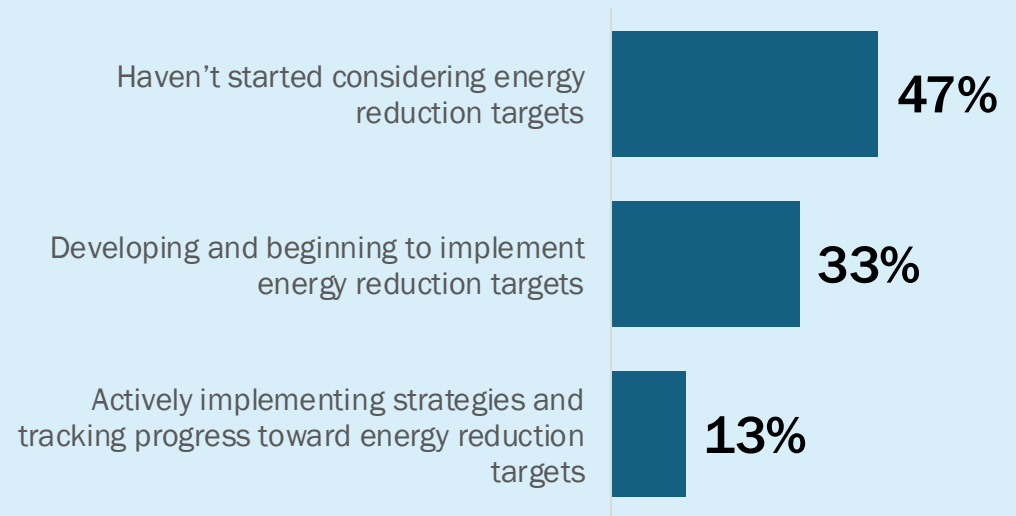 Haven’t started considering energy
reduction targets
47%
Developing and beginning to implement
energy reduction targets
33%
Actively implementing strategies and
tracking progress toward energy reduction
targets
13%